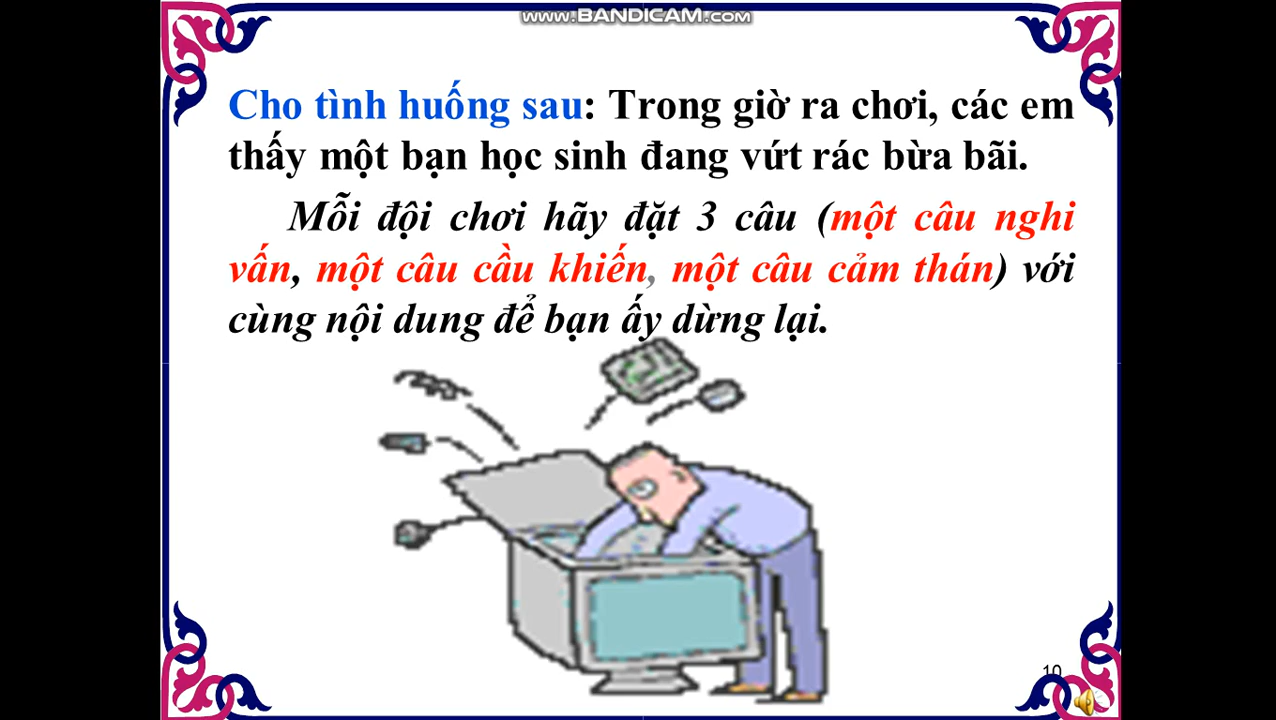 www.BANDICAM.com
Cho tình huống sau: Trong giờ ra chơi, các em
thấy một bạn học sinh đang vứt rác bừa bãi.
Mỗi đội chơi hãy đặt 3 câu (một câu nghi
vấn, một câu cầu khiến, một câu cảm thán) với
cùng nội dung để bạn ấy dừng lại.
10